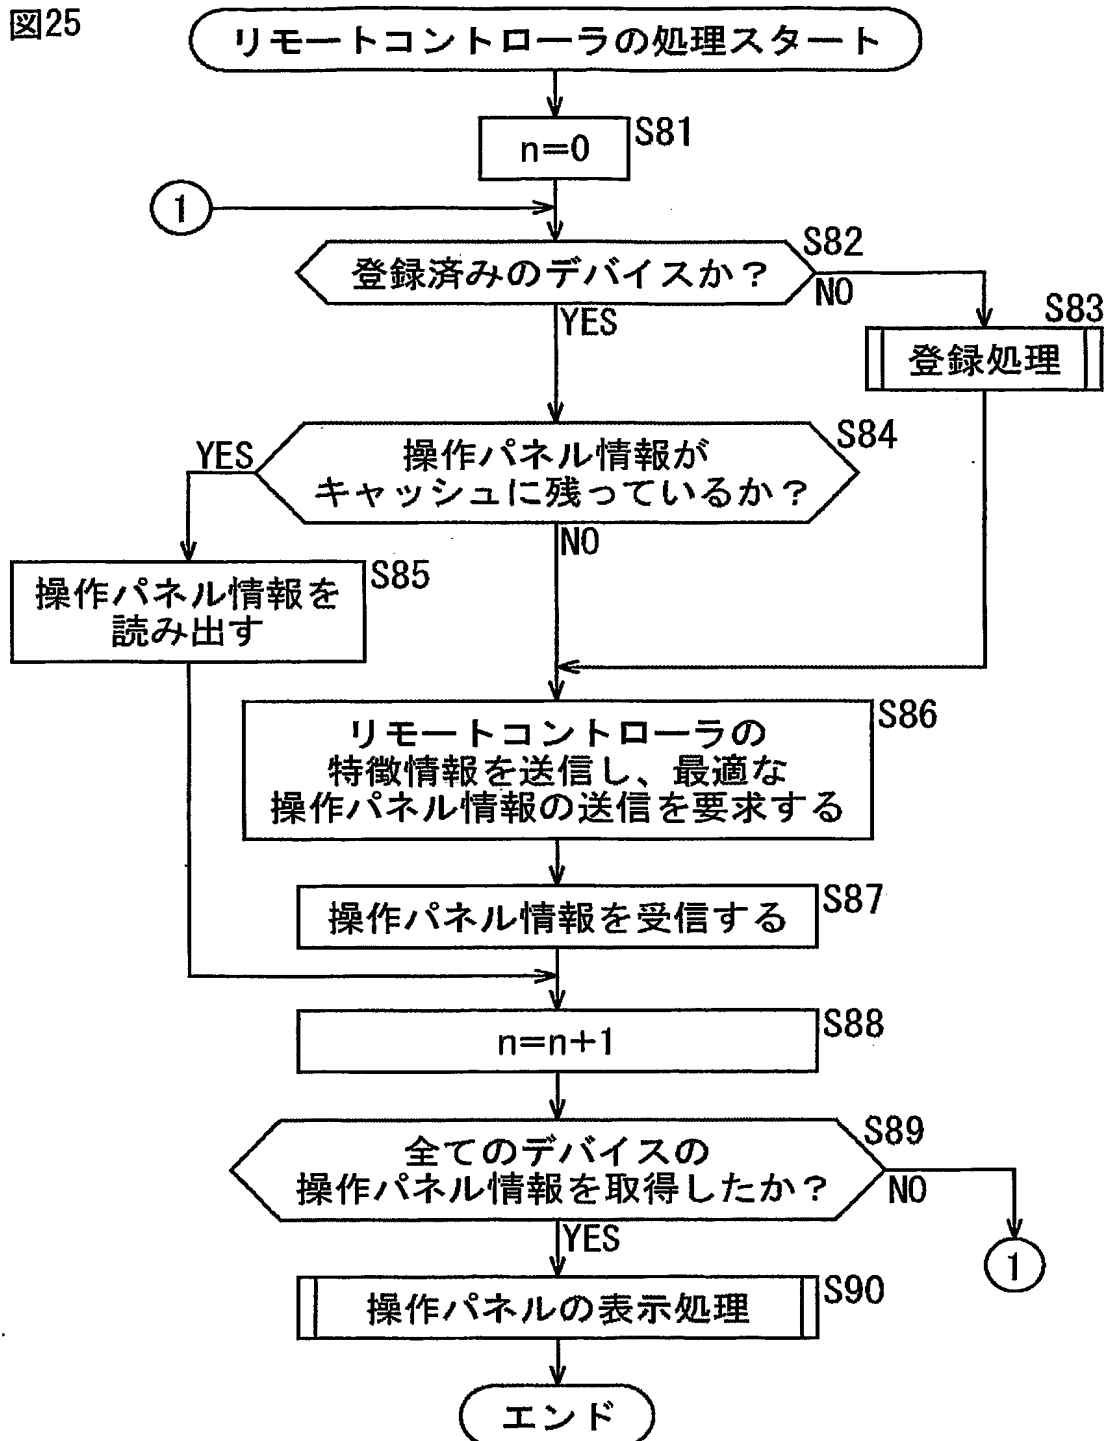 図25
リモートコントローラの処理スタート
n=0
S81
1
登録済みのデバイスか?
S82
NO
YES
S83
登録処理
操作パネル情報が
キャッシュに残っているか?
S84
YES
NO
操作パネル情報を
読み出す
S85
リモートコントローラの
特徴情報を送信し、最適な
操作パネル情報の送信を要求する
S86
操作パネル情報を受信する
S87
n=n+1
S88
全てのデバイスの
操作パネル情報を取得したか?
S89
NO
YES
1
操作パネルの表示処理
S90
エンド